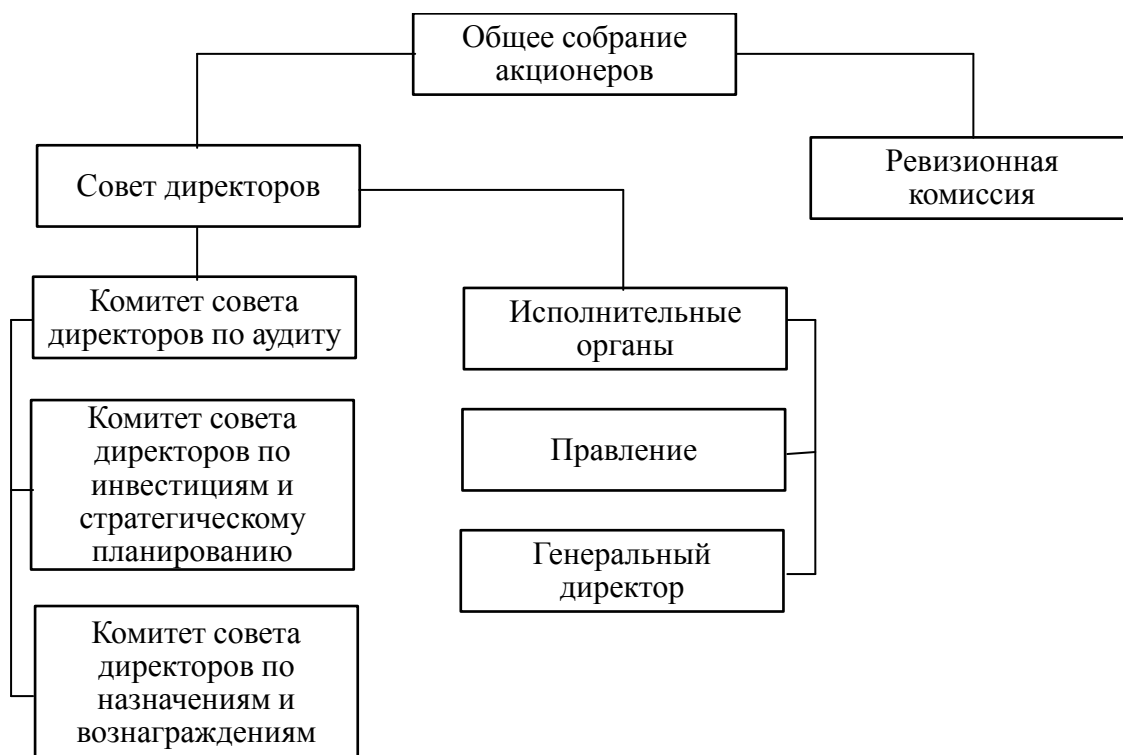 Общее собрание
акционеров
Совет директоров
Ревизионная
комиссия
Комитет совета
директоров по аудиту
Исполнительные
органы
Комитет совета
директоров по
инвестициям и
стратегическому
планированию
Правление
Генеральный
директор
Комитет совета
директоров по
назначениям и
вознаграждениям